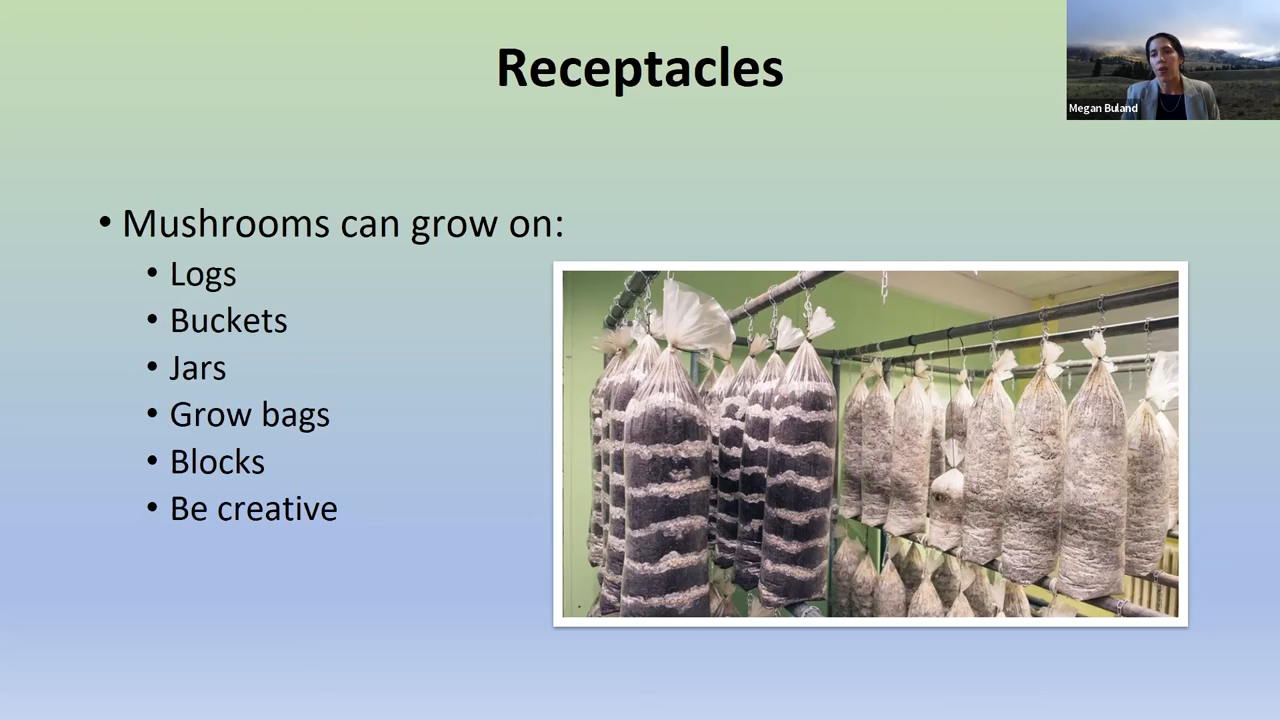 Receptacles
Megan Buland
• Mushrooms can grow on:
• Logs
• Buckets
• Jars
• Grow bags
• Blocks
• Be creative